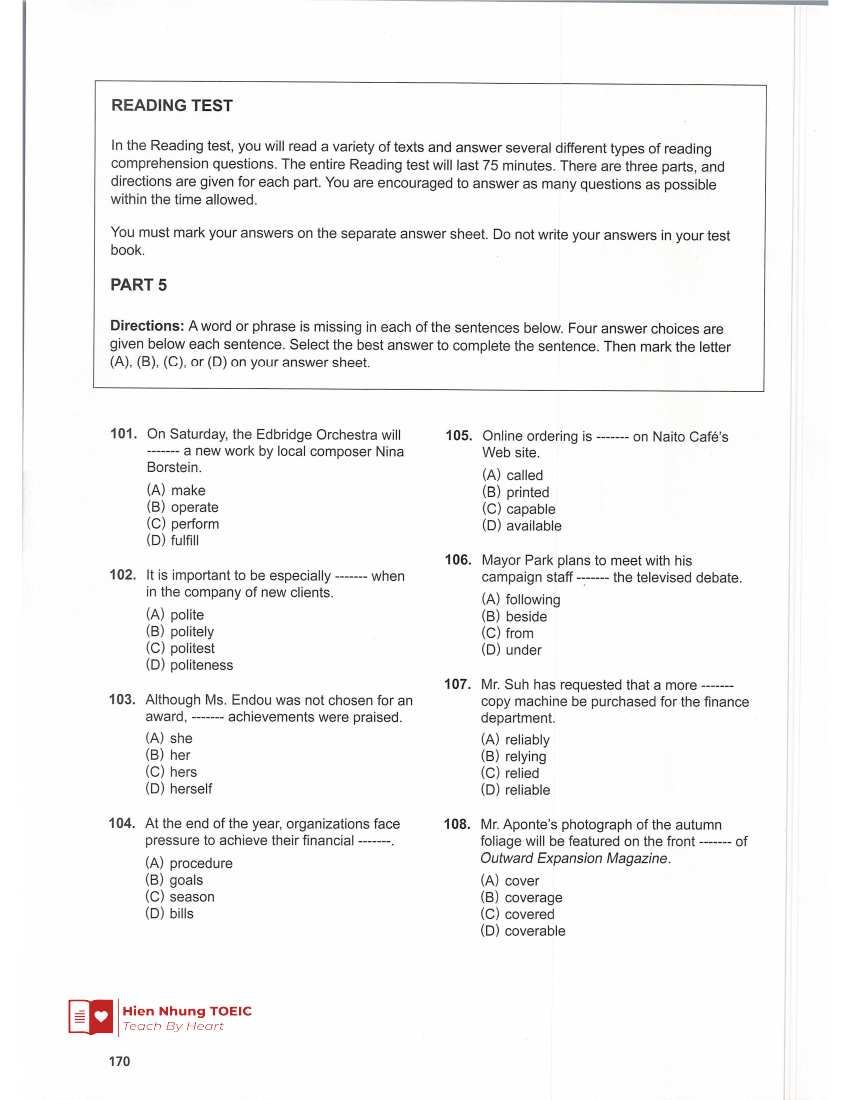 READING TEST
In the Reading test, you will read a variety of texts and answer several different types of reading
comprehension questions. The entire Reading test will last 75 minutes. There are three parts, and
directions are given for each part. You are encouraged to answer as many questions as possible
within the time allowed.
You must mark your answers on the separate answer sheet. Do not write your answers in your test
book.
PART 5
Directions: A word or phrase is missing in each of the sentences below. Four answer choices are
given below each sentence. Select the best answer to complete the sentence. Then mark the letter
(A), (B), (C), or (D) on your answer sheet.
101. On Saturday, the Edbridge Orchestra will
------- a new work by local composer Nina
Borstein.
(A) make
(B) operate
(C) perform
(D) fulfill
102. It is important to be especially ------- when
in the company of new clients.
(A) polite
(B) politely
(C) politest
(D) politeness
103. Although Ms. Endou was not chosen for an
award, ------- achievements were praised.
(A) she
(B) her
(C) hers
(D) herself
104. At the end of the year, organizations face
pressure to achieve their financial -------.
(A) procedure
(B) goals
(C) season
(D) bills
105. Online ordering is ------- on Naito Café's
Web site.
(A) called
(B) printed
(C) capable
(D) available
106. Mayor Park plans to meet with his
campaign staff ------- the televised debate.
(A) following
(B) beside
(C) from
(D) under
107. Mr. Suh has requested that a more -------
copy machine be purchased for the finance
department.
(A) reliably
(B) relying
(C) relied
(D) reliable
108. Mr. Aponte's photograph of the autumn
foliage will be featured on the front ------- of
Outward Expansion Magazine.
(A) cover
(B) coverage
(C) covered
(D) coverable
Hien Nhung TOEIC
Teach By Heart
170